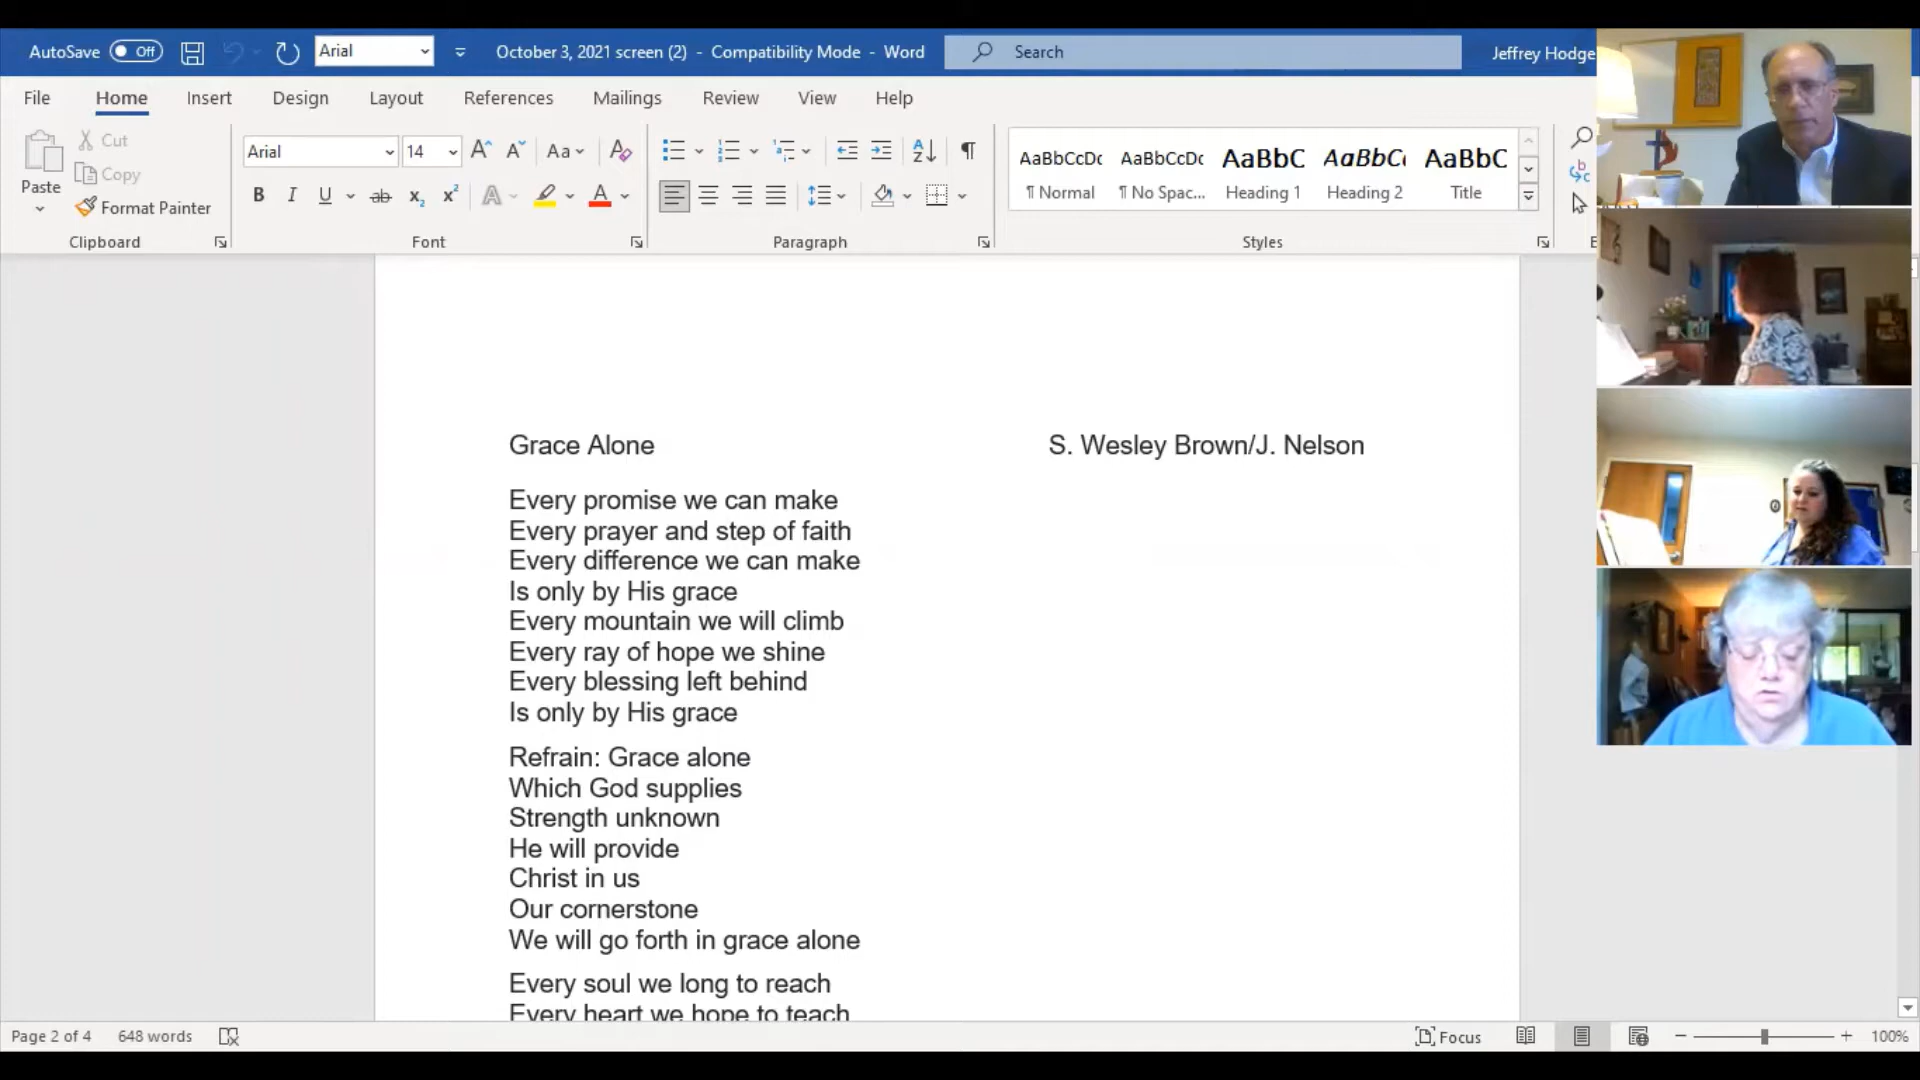 AutoSave Off Arial October 3, 2021 screen (2) - Compatibility Mode - Word Search Jeffrey Hodge
File Home Insert Design Layout References Mailings Review View Help
Paste
Cut
Copy
Format Painter
Clipboard
Arial 14
Aa
B I U ab x₂ x² A A
Font
Paragraph
AaBbCcDc AaBbCcDc AaBbC AaBbC AaBbC
¶ Normal ¶ No Spac... Heading 1 Heading 2 Title
Styles
Grace Alone S. Wesley Brown/J. Nelson
Every promise we can make
Every prayer and step of faith
Every difference we can make
Is only by His grace
Every mountain we will climb
Every ray of hope we shine
Every blessing left behind
Is only by His grace
Refrain: Grace alone
Which God supplies
Strength unknown
He will provide
Christ in us
Our cornerstone
We will go forth in grace alone
Every soul we long to reach
Every heart we hope to teach
Page 2 of 4 648 words Focus 100%